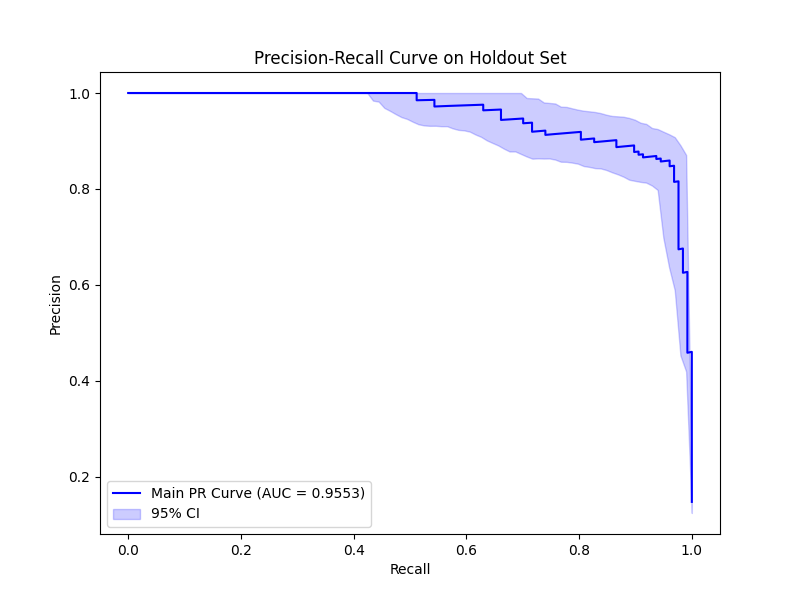 Precision-Recall Curve on Holdout Set
1.0
0.8
0.6
0.4
0.2
Precision
Main PR Curve (AUC = 0.9553)
95% CI
0.0 0.2 0.4 0.6 0.8 1.0
Recall